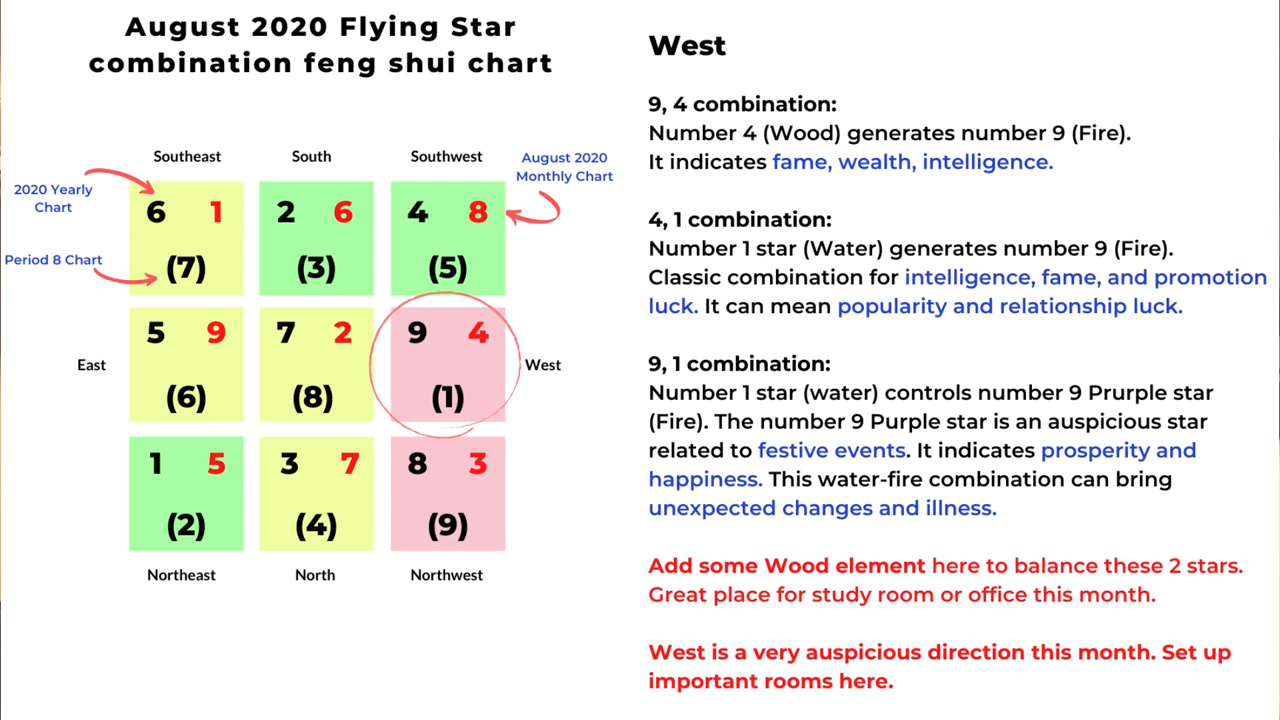 August 2020 Flying Star
combination feng shui chart
Southeast
South
Southwest
August 2020
Monthly Chart
2020 Yearly
Chart
Period 8 Chart
6 1
(7)
2 6
(3)
4 8
(5)
East
5 9
(6)
7 2
(8)
9 4
(1)
West
1 5
(2)
3 7
(4)
8 3
(9)
Northeast
North
Northwest
West
9, 4 combination:
Number 4 (Wood) generates number 9 (Fire).
It indicates fame, wealth, intelligence.
4, 1 combination:
Number 1 star (Water) generates number 9 (Fire).
Classic combination for intelligence, fame, and promotion
luck. It can mean popularity and relationship luck.
9, 1 combination:
Number 1 star (water) controls number 9 Prurple star
(Fire). The number 9 Purple star is an auspicious star
related to festive events. It indicates prosperity and
happiness. This water-fire combination can bring
unexpected changes and illness.
Add some Wood element here to balance these 2 stars.
Great place for study room or office this month.
West is a very auspicious direction this month. Set up
important rooms here.